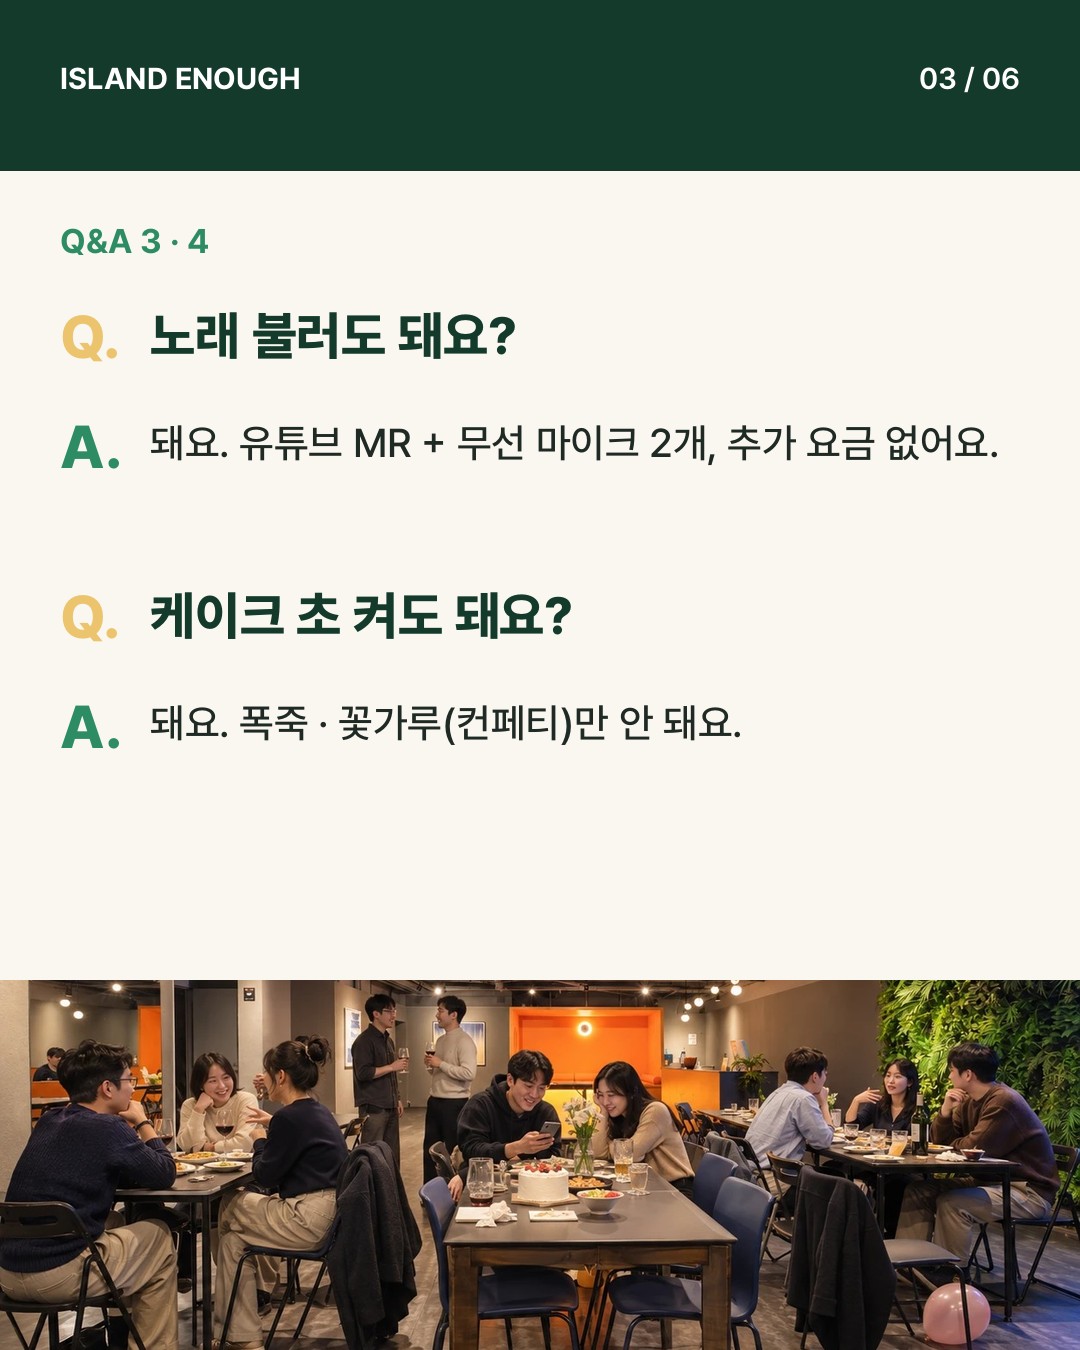 ISLAND ENOUGH
03 / 06
Q&A 3 · 4
Q. 노래 불러도 돼요?
A. 돼요. 유튜브 MR + 무선 마이크 2개, 추가 요금 없어요.
Q. 케이크 초 켜도 돼요?
A. 돼요. 폭죽 · 꽃가루(컨페티)만 안 돼요.